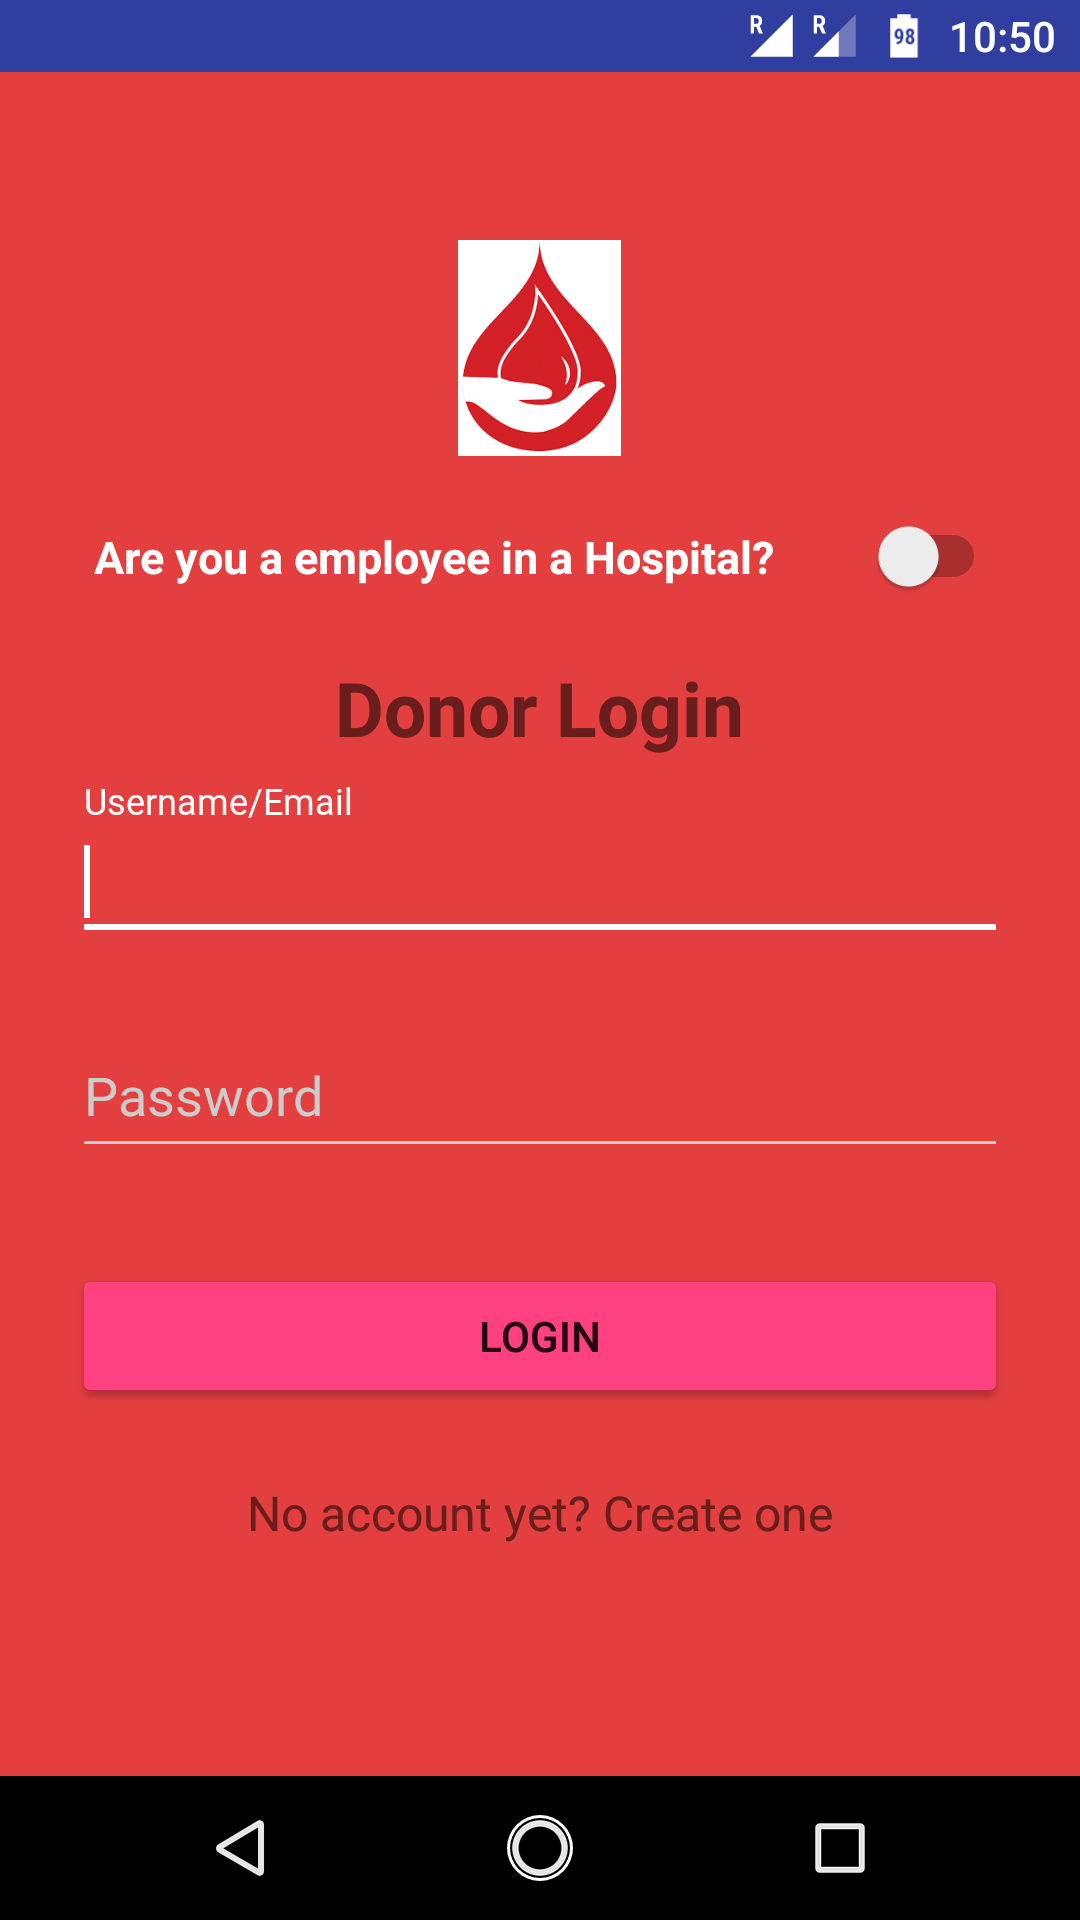 R R 98 10:50
Are you a employee in a Hospital?
Donor Login
Username/Email
Password
LOGIN
No account yet? Create one